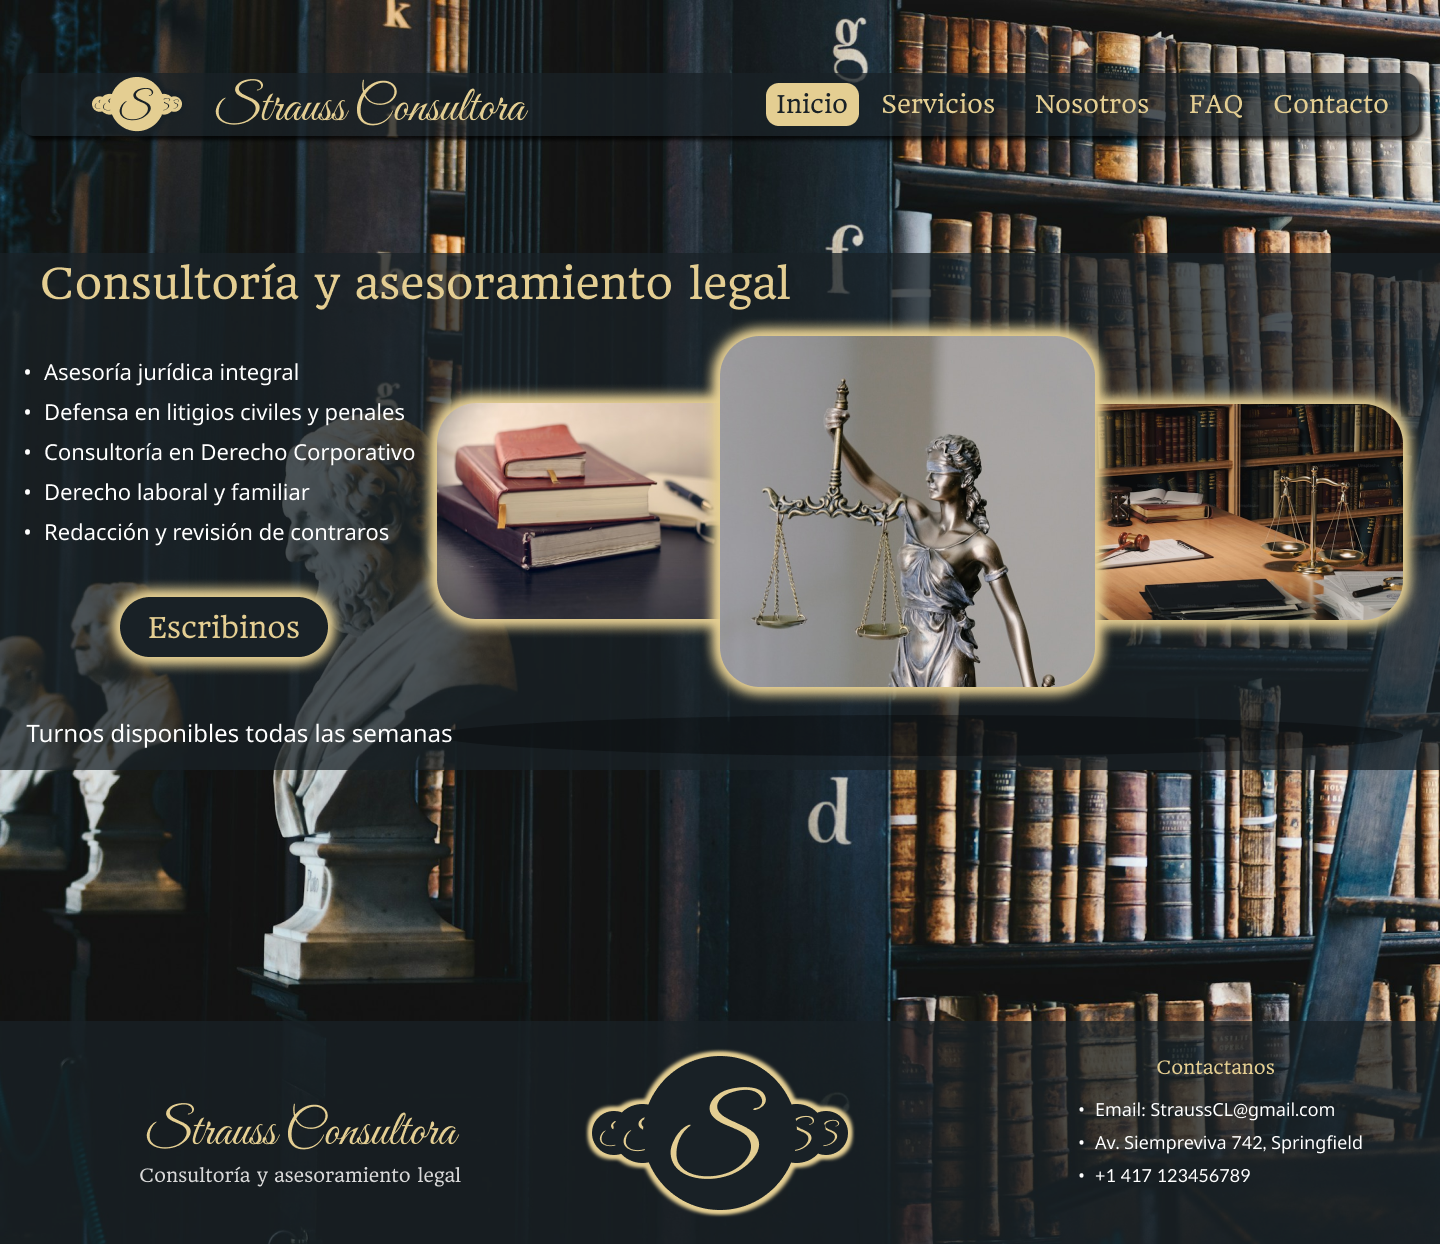 k
g
S
Strauss Consultora
Inicio
Servicios
Nosotros
FAQ
Contacto
f
h
Consultoría y asesoramiento legal
• Asesoría jurídica integral
g
• Defensa en litigios civiles y penales
• Consultoría en Derecho Corporativo
• Derecho laboral y familiar
• Redacción y revisión de contraros
Escribinos
Turnos disponibles todas las semanas
d
Strauss Consultora
Consultoría y asesoramiento legal
S
Contactanos
• Email: StraussCL@gmail.com
• Av. Siempreviva 742, Springfield
• +1 417 123456789